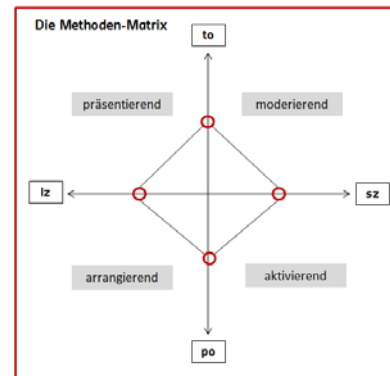 Die Methoden-Matrix
to
präsentierend
moderierend
lz
sz
arrangierend
aktivierend
po